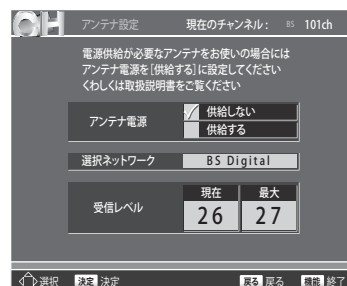 CH アンテナ設定 現在のチャンネル： BS 101ch
電源供給が必要なアンテナをお使いの場合には
アンテナ電源を[供給する]に設定してください
くわしくは取扱説明書をご覧ください
アンテナ電源
供給しない
供給する
選択ネットワーク BS Digital
受信レベル
現在 最大
26 27
選択 決定 決定 戻る 戻る 機能 終了